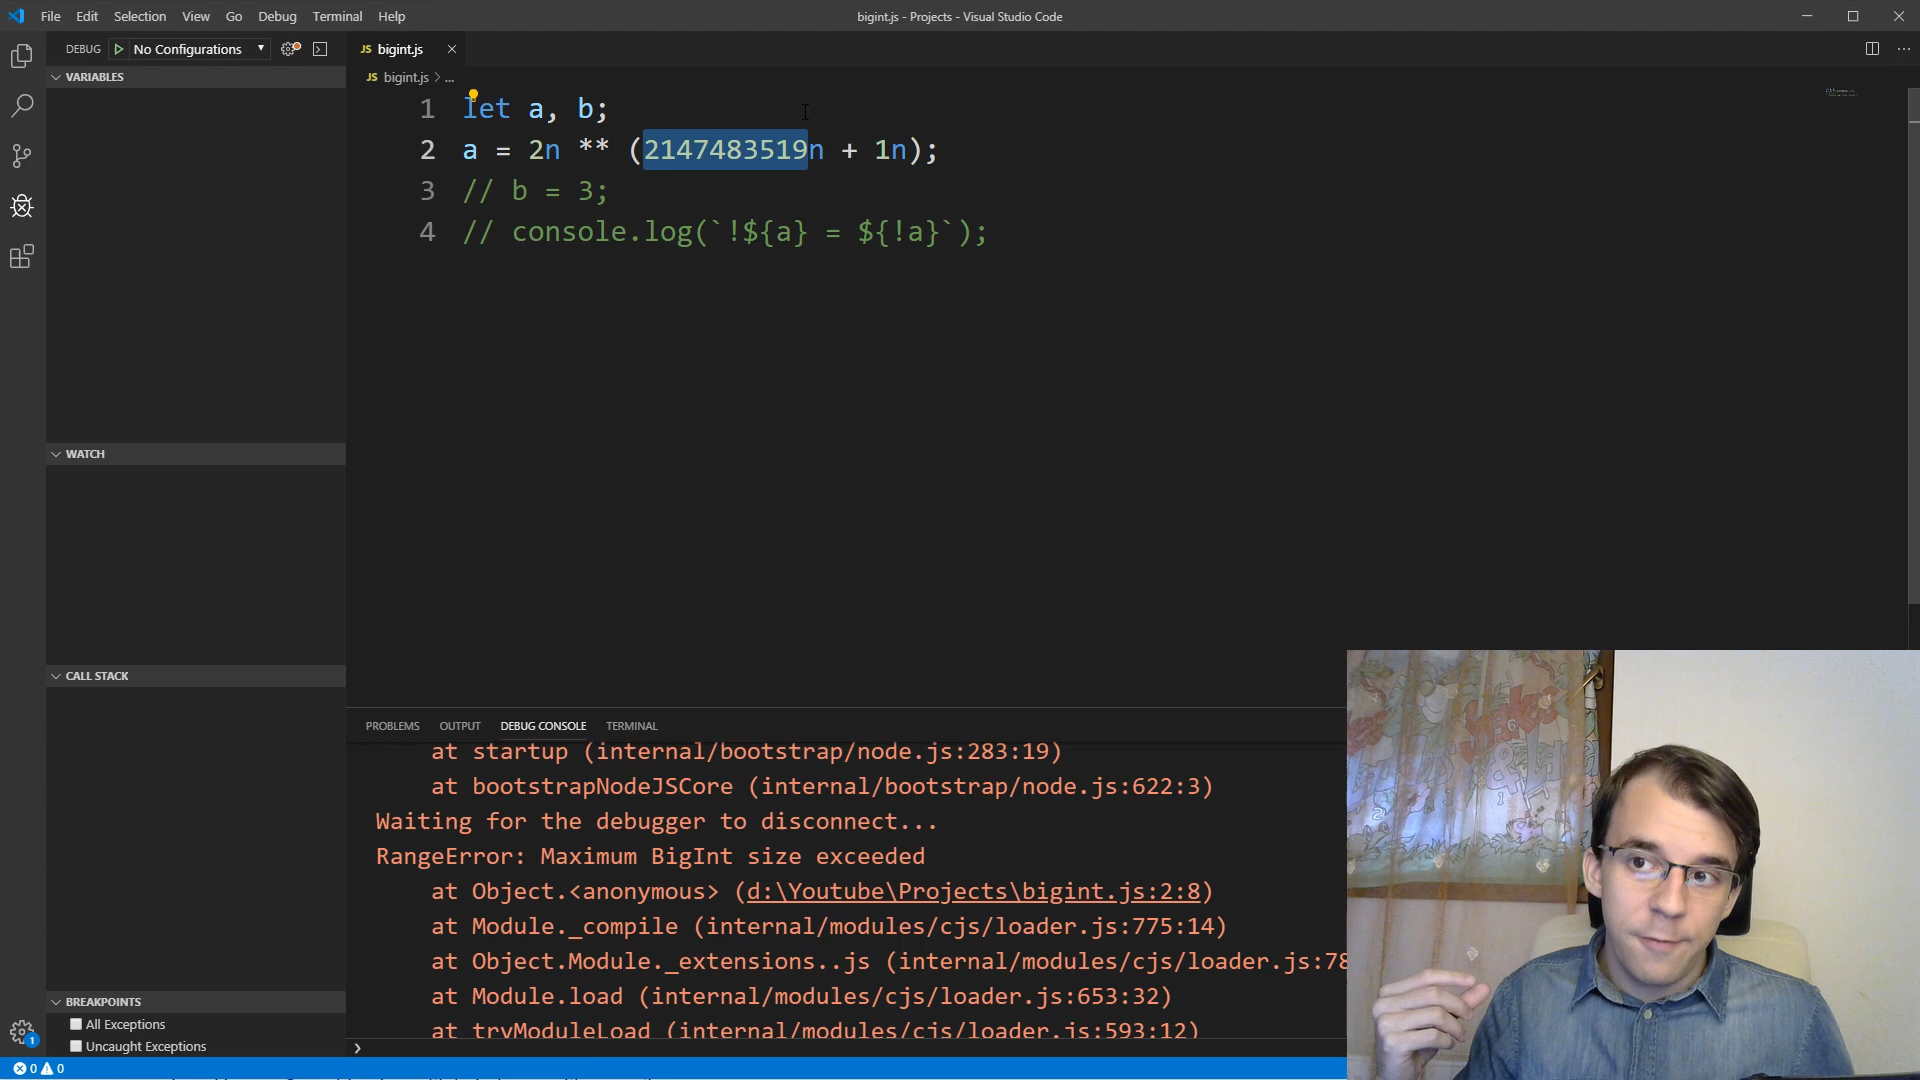 File Edit Selection View Go Debug Terminal Help
bigint.js - Projects - Visual Studio Code
DEBUG No Configurations
JS bigint.js
VARIABLES
JS bigint.js > ...
1 let a, b;
2 a = 2n ** (2147483519n + 1n);
3 // b = 3;
4 // console.log(`!${a} = ${!a}`);
WATCH
CALL STACK
PROBLEMS OUTPUT DEBUG CONSOLE TERMINAL
at startup (internal/bootstrap/node.js:283:19)
at bootstrapNodeJSCore (internal/bootstrap/node.js:622:3)
Waiting for the debugger to disconnect...
RangeError: Maximum BigInt size exceeded
at Object.<anonymous> (d:\Youtube\Projects\bigint.js:2:8)
at Module._compile (internal/modules/cjs/loader.js:775:14)
at Object.Module._extensions..js (internal/modules/cjs/loader.js:78
at Module.load (internal/modules/cjs/loader.js:653:32)
at tryModuleLoad (internal/modules/cjs/loader.js:593:12)
BREAKPOINTS
All Exceptions
Uncaught Exceptions
1
0 0